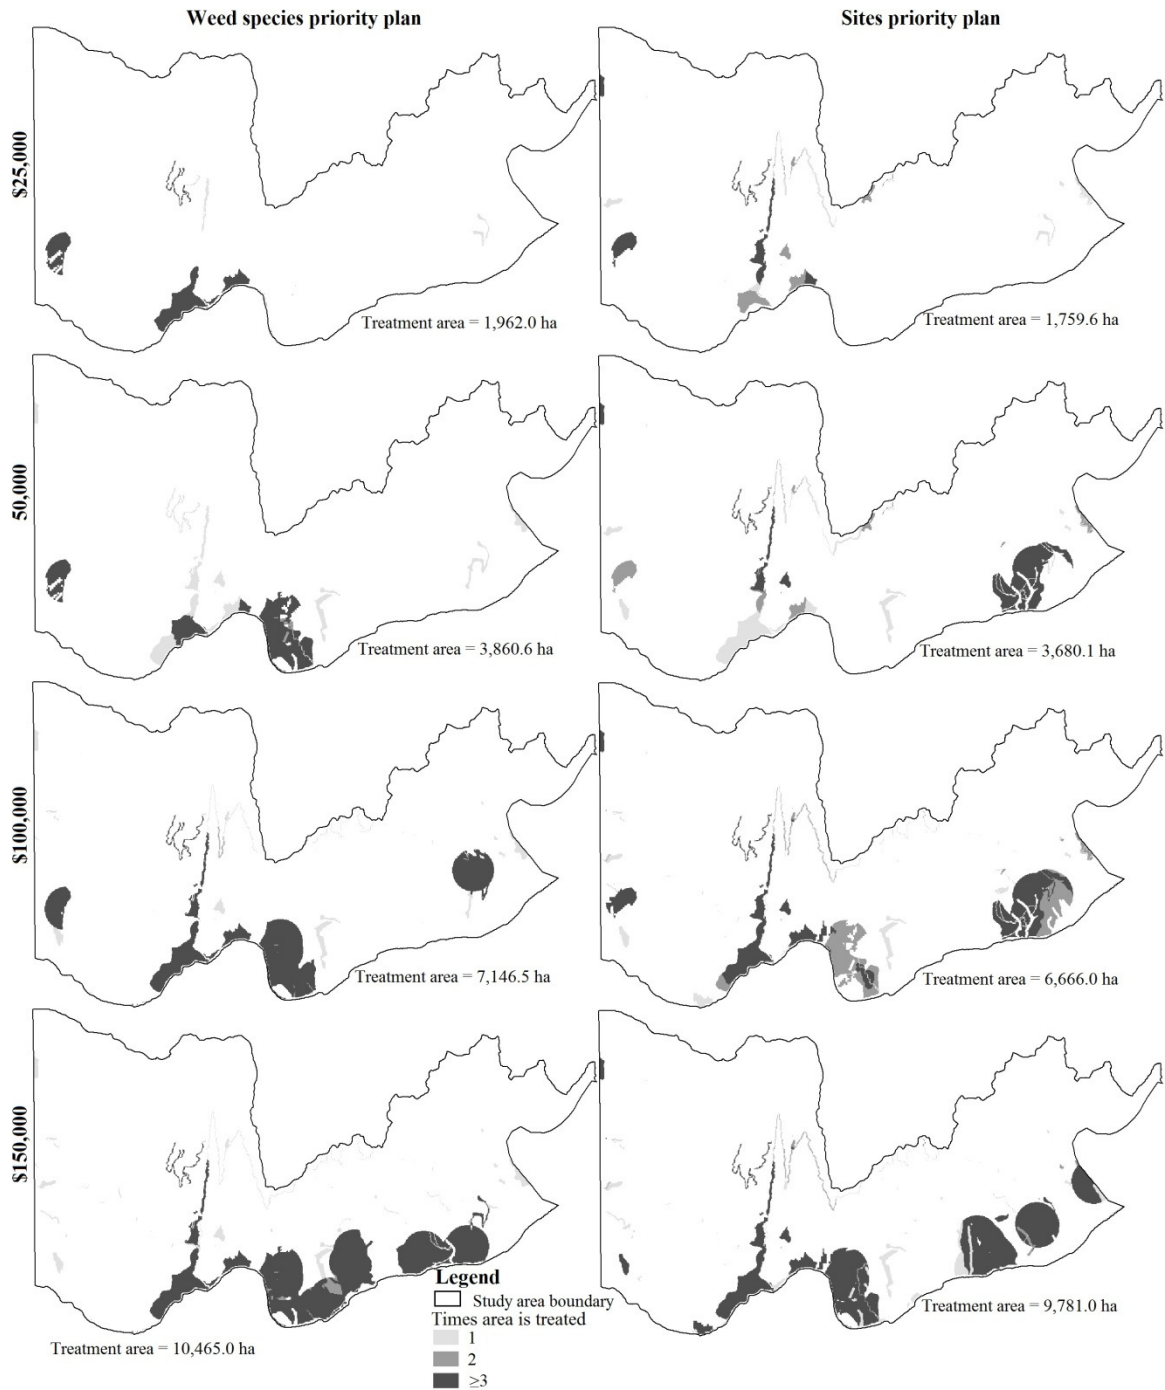 Weed species priority plan
Sites priority plan
$25,000
Treatment area = 1,962.0 ha
Treatment area = 1,759.6 ha
50,000
Treatment area = 3,860.6 ha
Treatment area = 3,680.1 ha
$100,000
Treatment area = 7,146.5 ha
Treatment area = 6,666.0 ha
$150,000
Treatment area = 10,465.0 ha
Treatment area = 9,781.0 ha
Legend
Study area boundary
Times area is treated
1
2
≥3